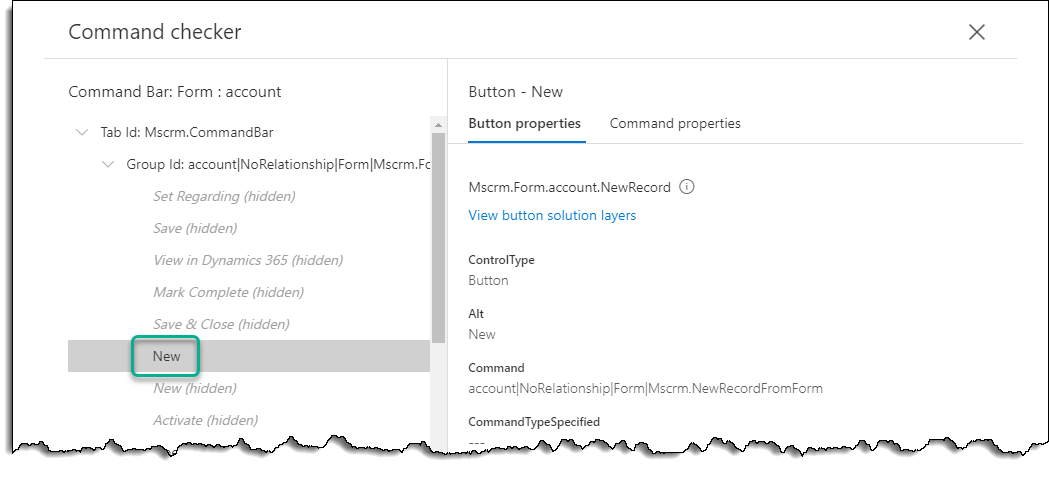 Command checker
Command Bar: Form : account
Tab Id: Mscrm.CommandBar
Group Id: account|NoRelationship|Form|Mscrm.Fo
Set Regarding (hidden)
Save (hidden)
View in Dynamics 365 (hidden)
Mark Complete (hidden)
Save & Close (hidden)
New
New (hidden)
Activate (hidden)
Button - New
Button properties Command properties
Mscrm.Form.account.NewRecord
View button solution layers
ControlType
Button
Alt
New
Command
account|NoRelationship|Form|Mscrm.NewRecordFromForm
CommandTypeSpecified
---